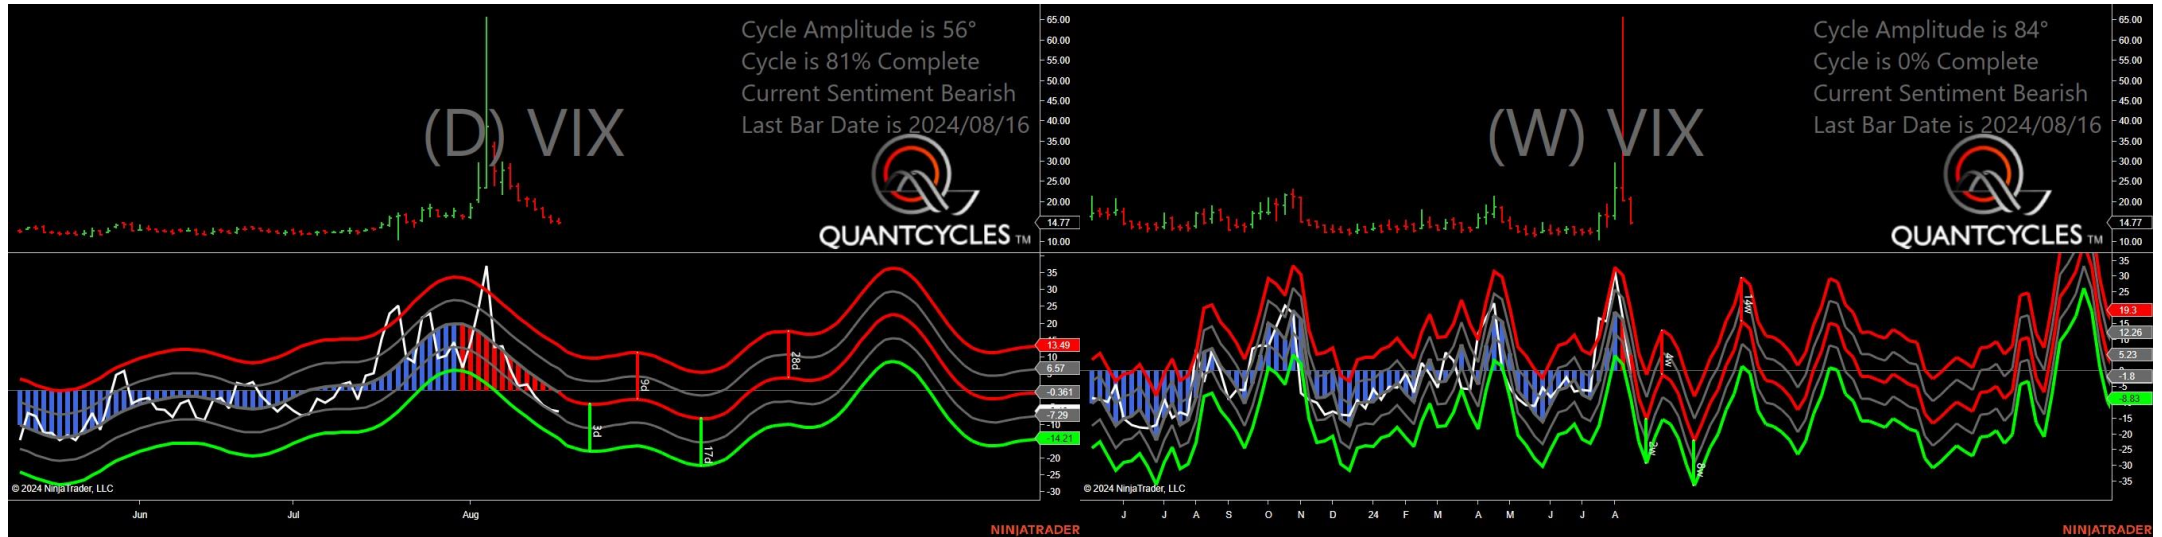 Cycle Amplitude is 56°
Cycle is 81% Complete
Current Sentiment Bearish
Last Bar Date is 2024/08/16
(D) VIX
QUANTCYCLES TM
65.00
60.00
55.00
50.00
45.00
40.00
35.00
30.00
25.00
20.00
14.77
10.00
35
30
25
20
13.49
10
6.57
-0.361
-7.29
-10
-14.21
-20
-25
-30
3d
9d
17d
28d
© 2024 NinjaTrader, LLC
Jun Jul Aug
NINJATRADER
Cycle Amplitude is 84°
Cycle is 0% Complete
Current Sentiment Bearish
Last Bar Date is 2024/08/16
(W) VIX
QUANTCYCLES TM
65.00
60.00
55.00
50.00
45.00
40.00
35.00
30.00
25.00
20.00
14.77
10.00
35
30
25
19.3
15
12.26
10
5.23
-1.8
-5
-8.83
-15
-20
-25
-30
-35
4w
14w
8w
© 2024 NinjaTrader, LLC
J J A S O N D 24 F M A M J J A
NINJATRADER